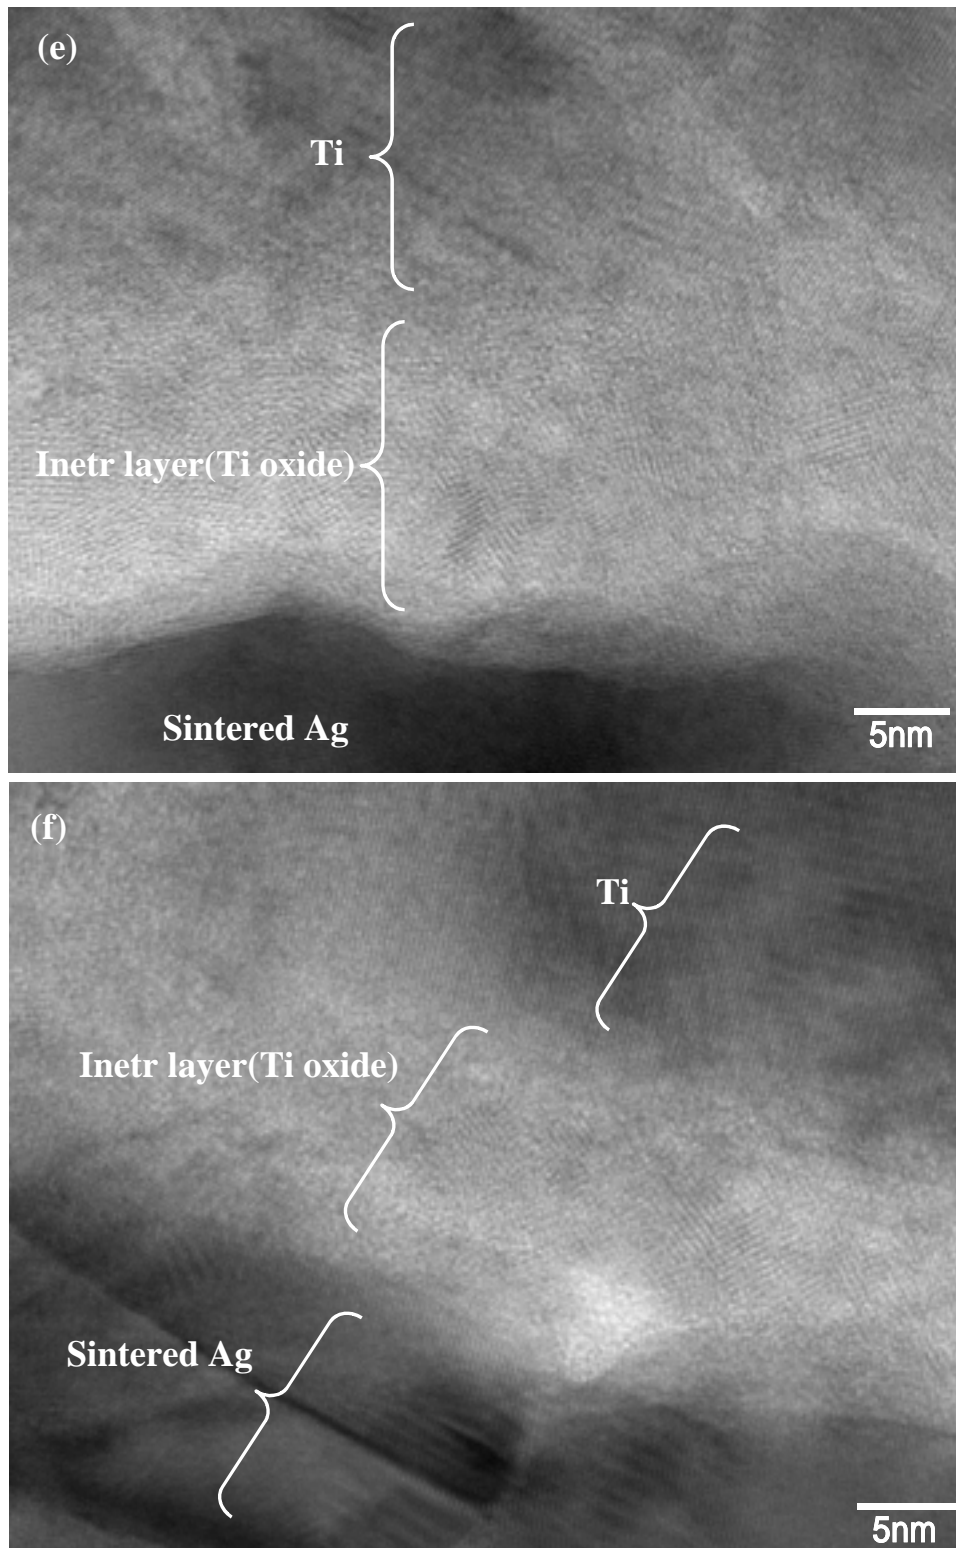 (e)
Ti
Inetr layer(Ti oxide)
Sintered Ag
5nm
(f)
Ti
Inetr layer(Ti oxide)
Sintered Ag
5nm